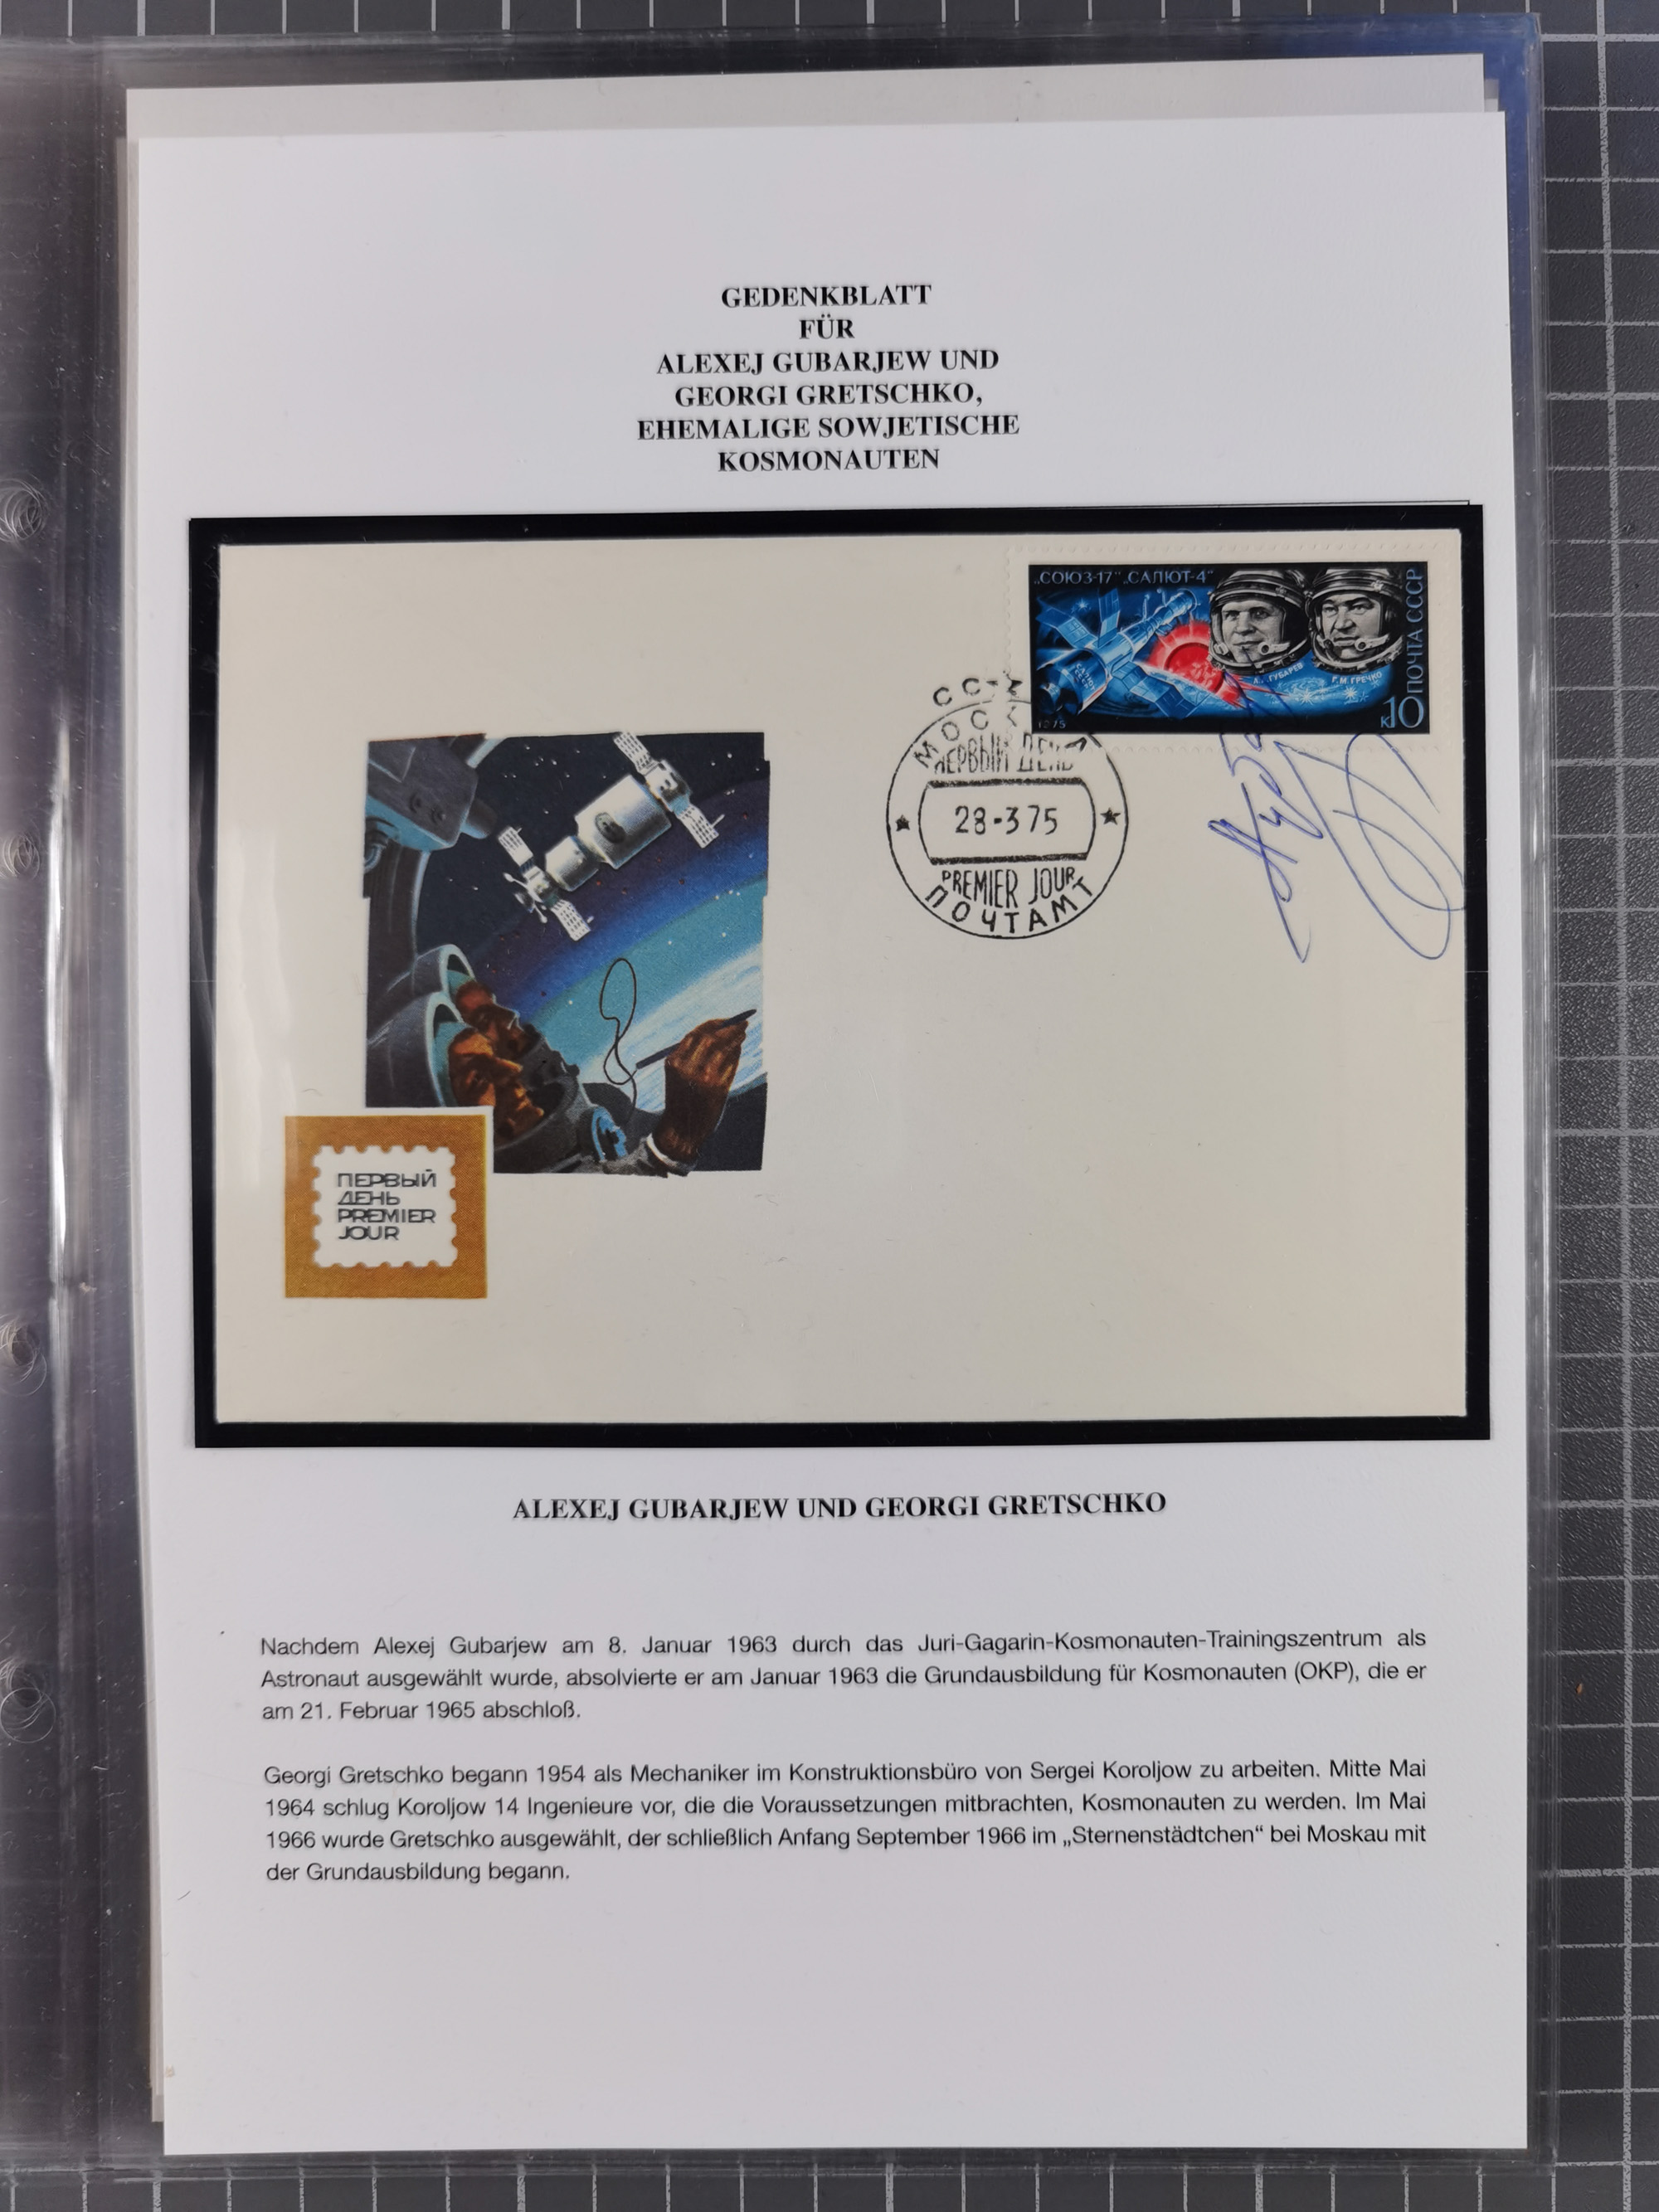 GEDENKBLATT
FÜR
ALEXEJ GUBARJEW UND
GEORGI GRETSCHKO,
EHEMALIGE SOWJETISCHE
KOSMONAUTEN
„СОЮЗ-17" „САЛЮТ-4"
ГУБАРЕВ
Г.М.ГРЕЧКО
ПОЧТА СССР
1975
К10
ПЕРВЫЙ ДЕНЬ
28-375
PREMIER JOUR
ПОЧТАМТ
ПЕРВЫЙ
ДЕНЬ
PREMIER
JOUR
ALEXEJ GUBARJEW UND GEORGI GRETSCHKO
Nachdem Alexej Gubarjew am 8. Januar 1963 durch das Juri-Gagarin-Kosmonauten-Trainingszentrum als
Astronaut ausgewählt wurde, absolvierte er am Januar 1963 die Grundausbildung für Kosmonauten (OKP), die er
am 21. Februar 1965 abschloß.
Georgi Gretschko begann 1954 als Mechaniker im Konstruktionsbüro von Sergei Koroljow zu arbeiten. Mitte Mai
1964 schlug Koroljow 14 Ingenieure vor, die die Voraussetzungen mitbrachten, Kosmonauten zu werden. Im Mai
1966 wurde Gretschko ausgewählt, der schließlich Anfang September 1966 im „Sternenstädtchen“ bei Moskau mit
der Grundausbildung begann.